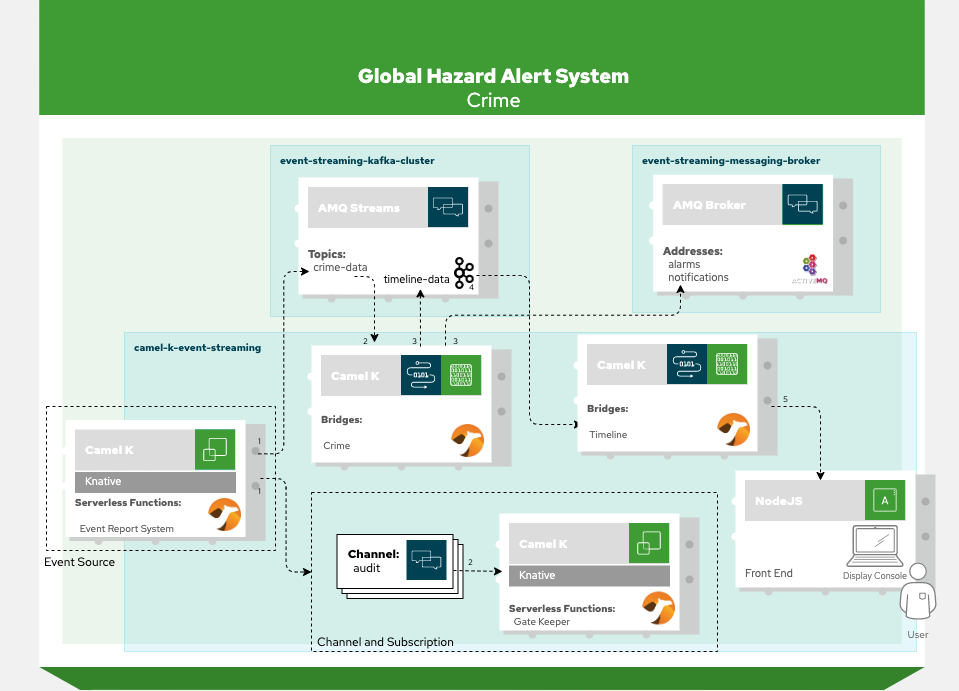 Global Hazard Alert System
Crime
event-streaming-kafka-cluster
AMQ Streams
Topics:
crime-data
timeline-data
4
event-streaming-messaging-broker
AMQ Broker
Addresses:
alarms
notifications
ACTIVEMQ
camel-k-event-streaming
2
3
3
Camel K
0101
Bridges:
Crime
Camel K
0101
Bridges:
Timeline
5
Camel K
Knative
Serverless Functions:
Event Report System
1
1
Event Source
Channel:
audit
2
Camel K
Knative
Serverless Functions:
Gate Keeper
Channel and Subscription
NodeJS
A
Front End
Display Console
User